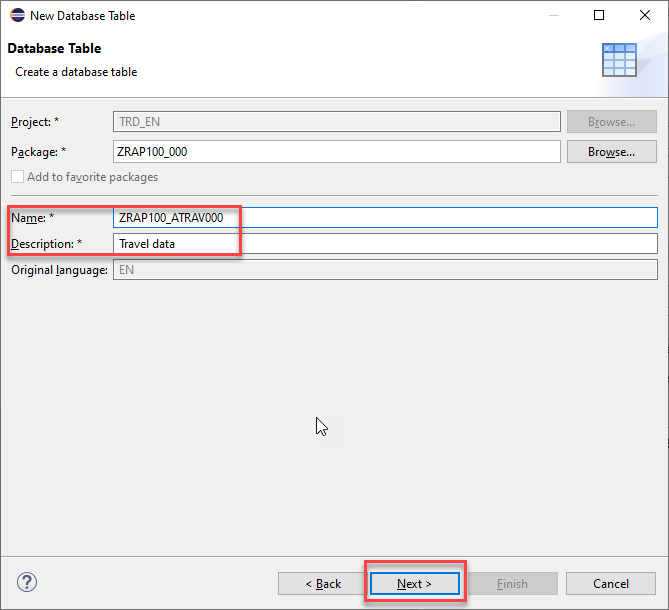 New Database Table
Database Table
Create a database table
Project: * TRD_EN Browse...
Package: * ZRAP100_000 Browse...
Add to favorite packages
Name: * ZRAP100_ATRAV000
Description: * Travel data
Original language: EN
? < Back Next > Finish Cancel